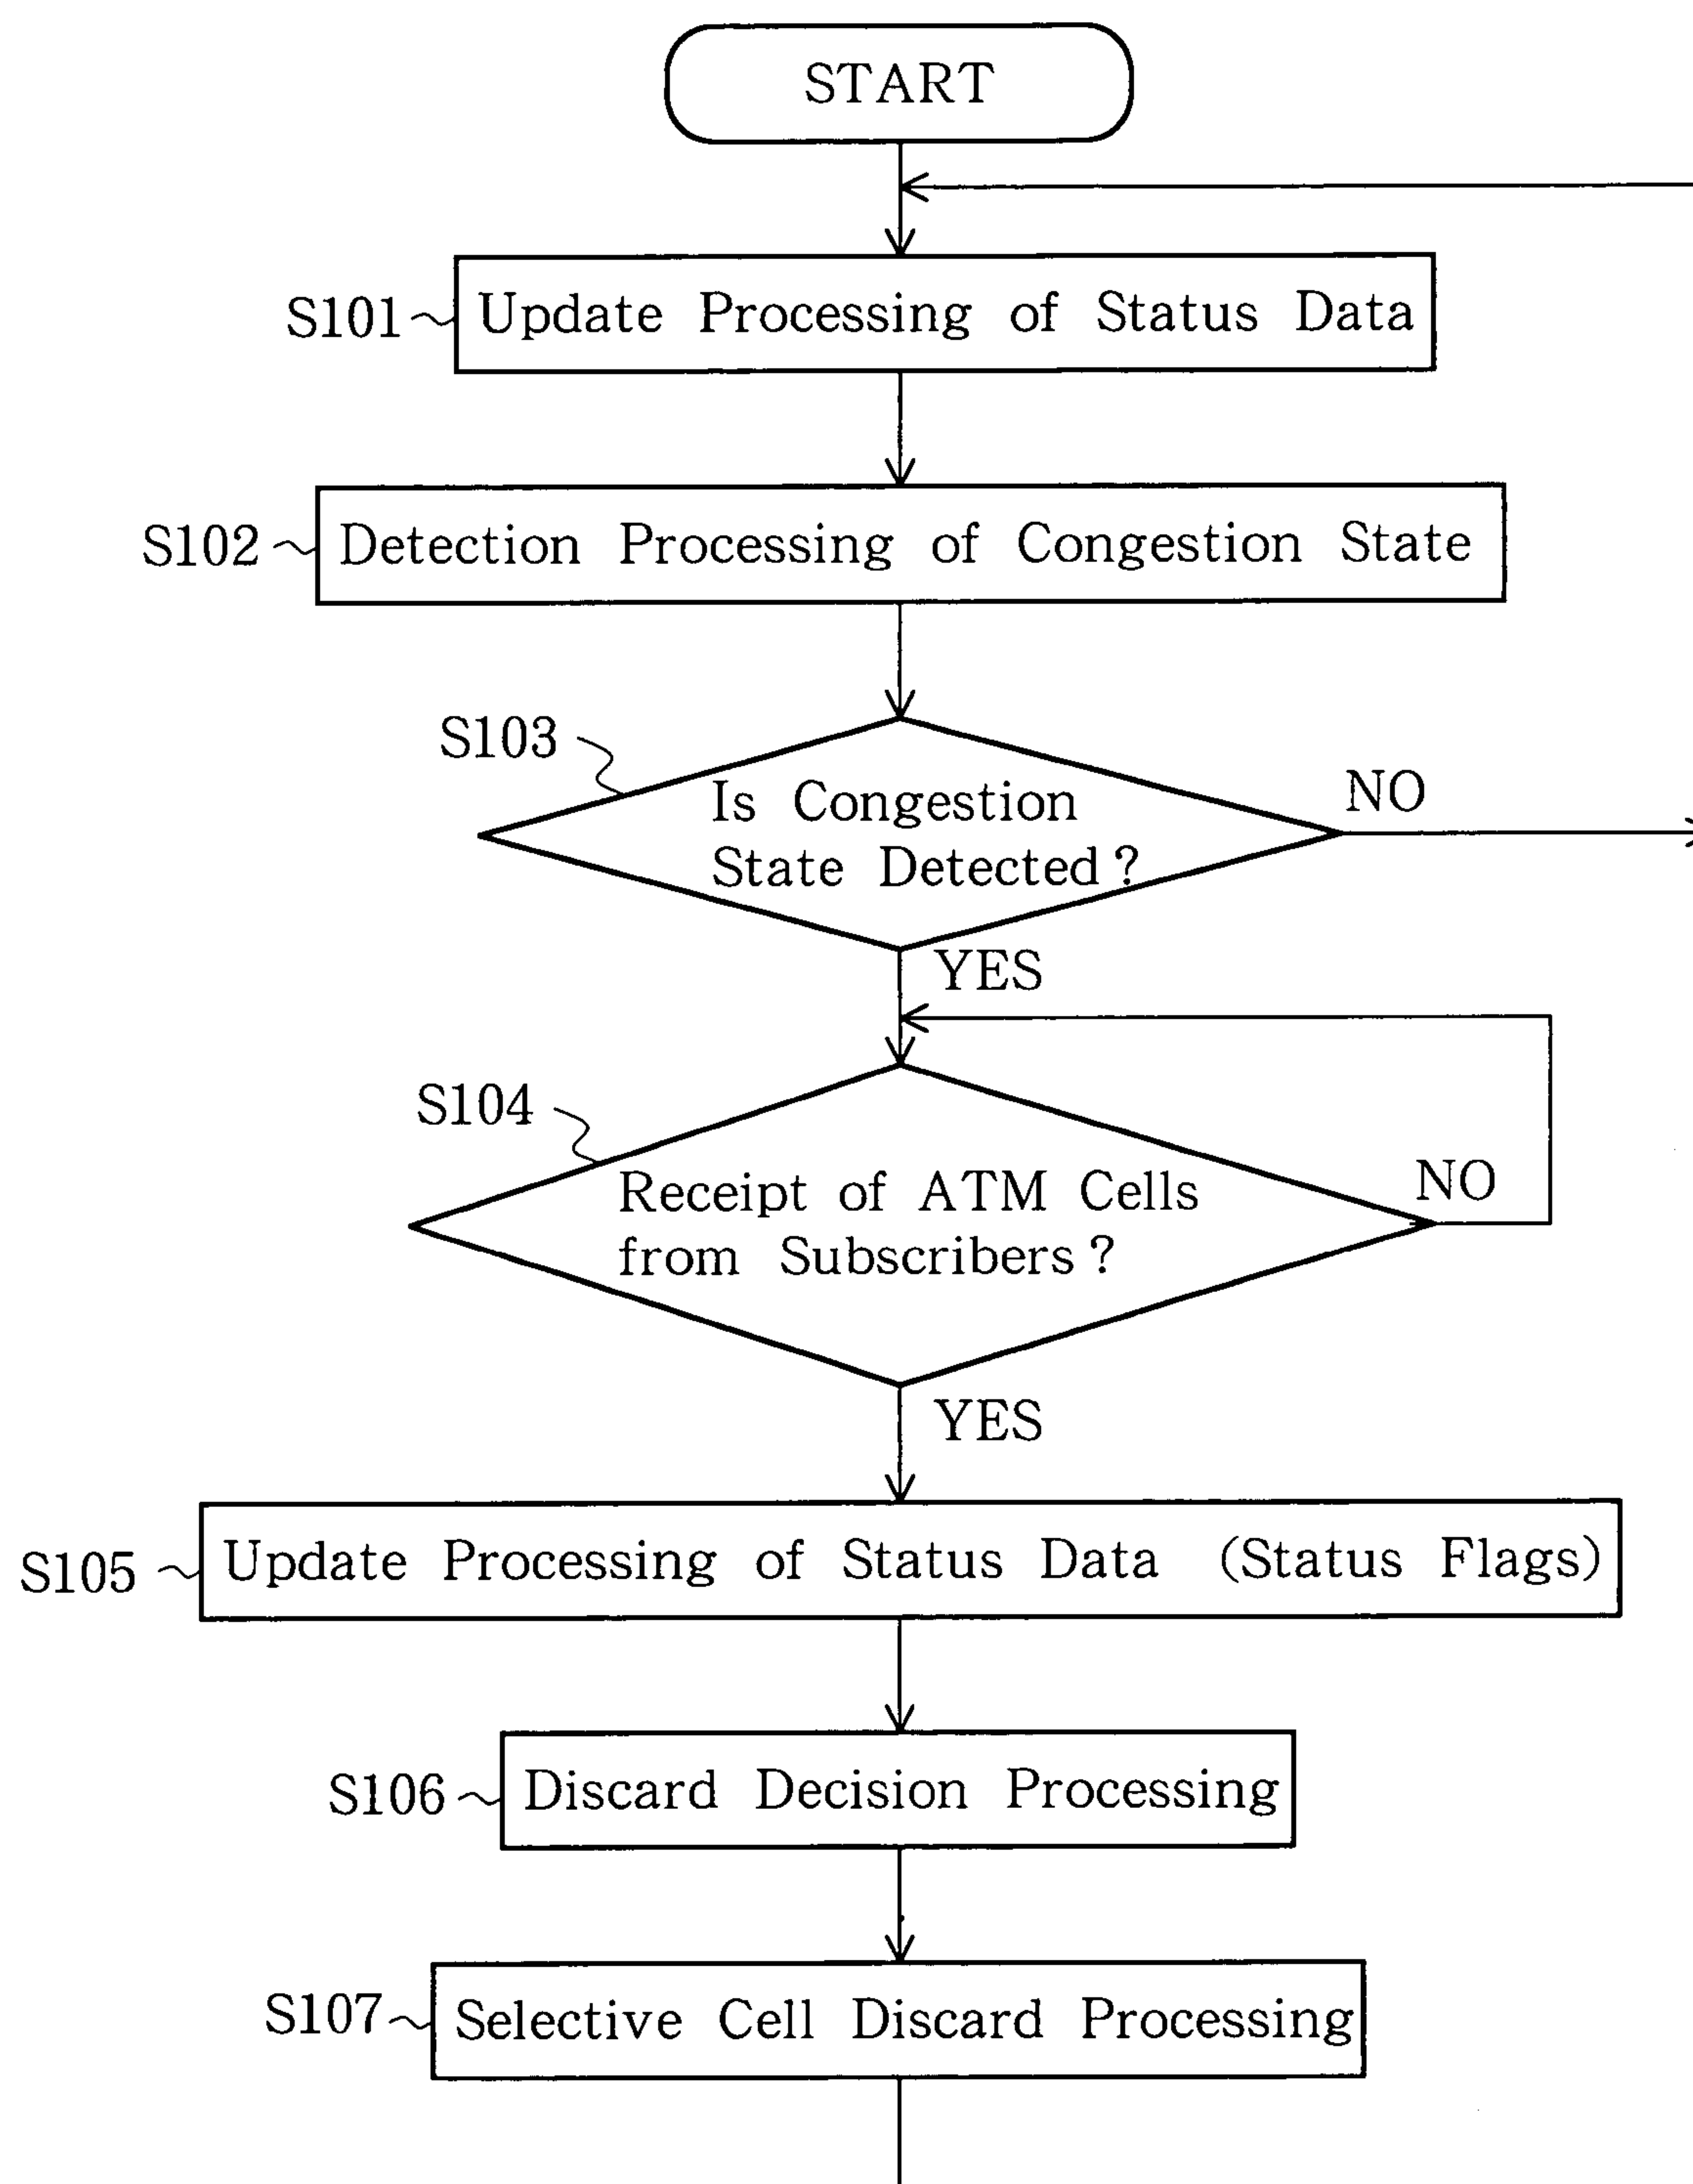 START
S101
Update Processing of Status Data
S102
Detection Processing of Congestion State
S103
Is Congestion
State Detected?
NO
YES
S104
Receipt of ATM Cells
from Subscribers?
NO
YES
S105
Update Processing of Status Data (Status Flags)
S106
Discard Decision Processing
S107
Selective Cell Discard Processing